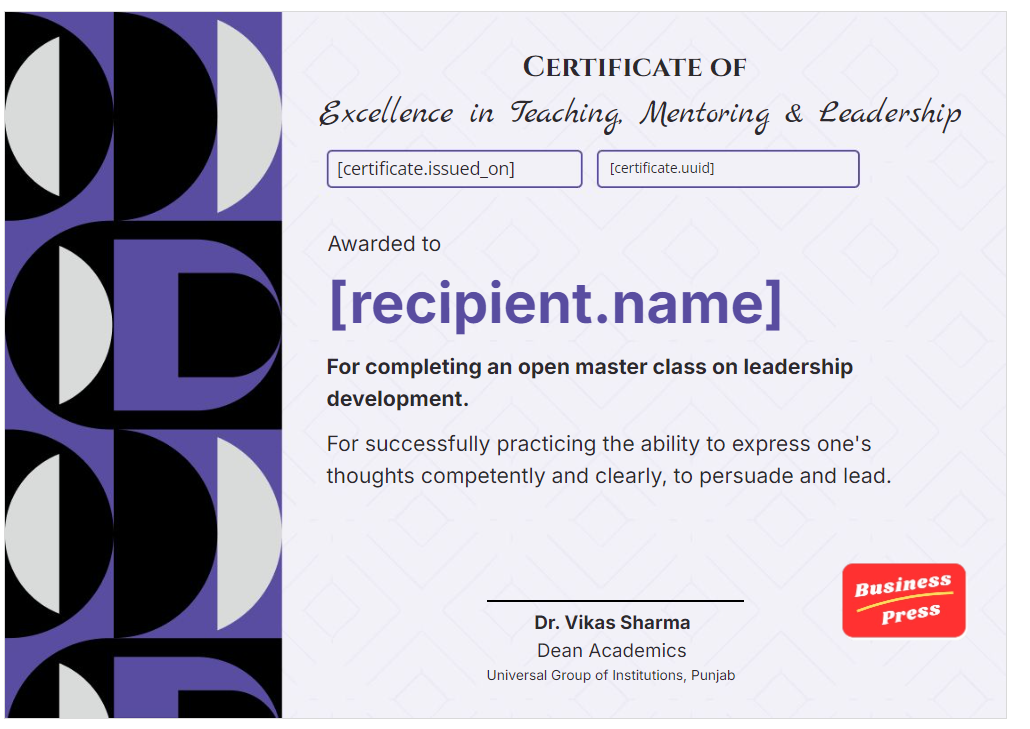 CERTIFICATE OF
Excellence in Teaching, Mentoring & Leadership
[certificate.issued_on]
[certificate.uuid]
Awarded to
[recipient.name]
For completing an open master class on leadership
development.
For successfully practicing the ability to express one's
thoughts competently and clearly, to persuade and lead.
Business
Press
Dr. Vikas Sharma
Dean Academics
Universal Group of Institutions, Punjab